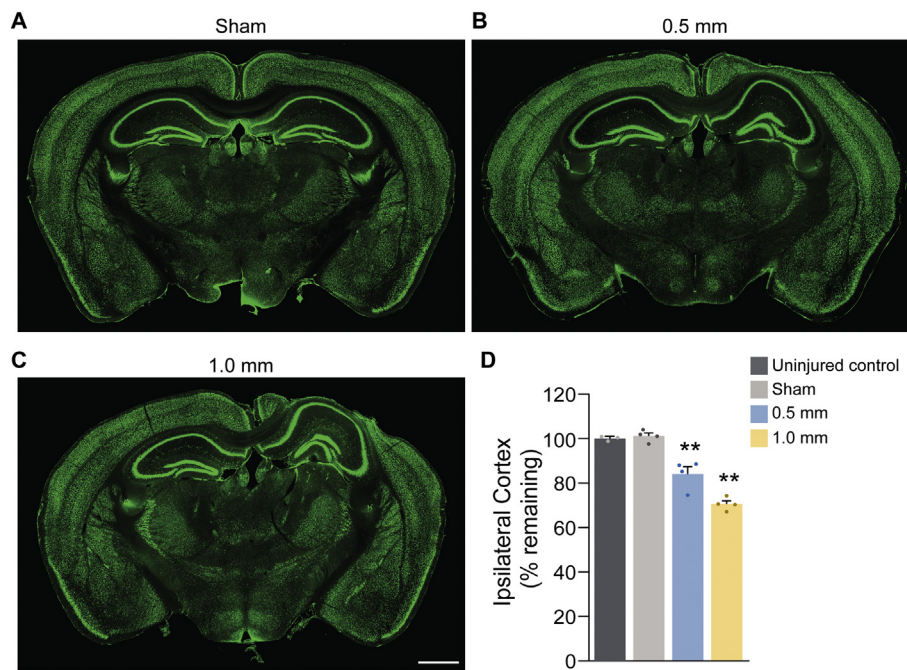 A
Sham
B
0.5 mm
C
1.0 mm
D
Uninjured control
Sham
0.5 mm
1.0 mm
Ipsilateral Cortex
(% remaining)
120
100
80
60
40
20
0
**
**